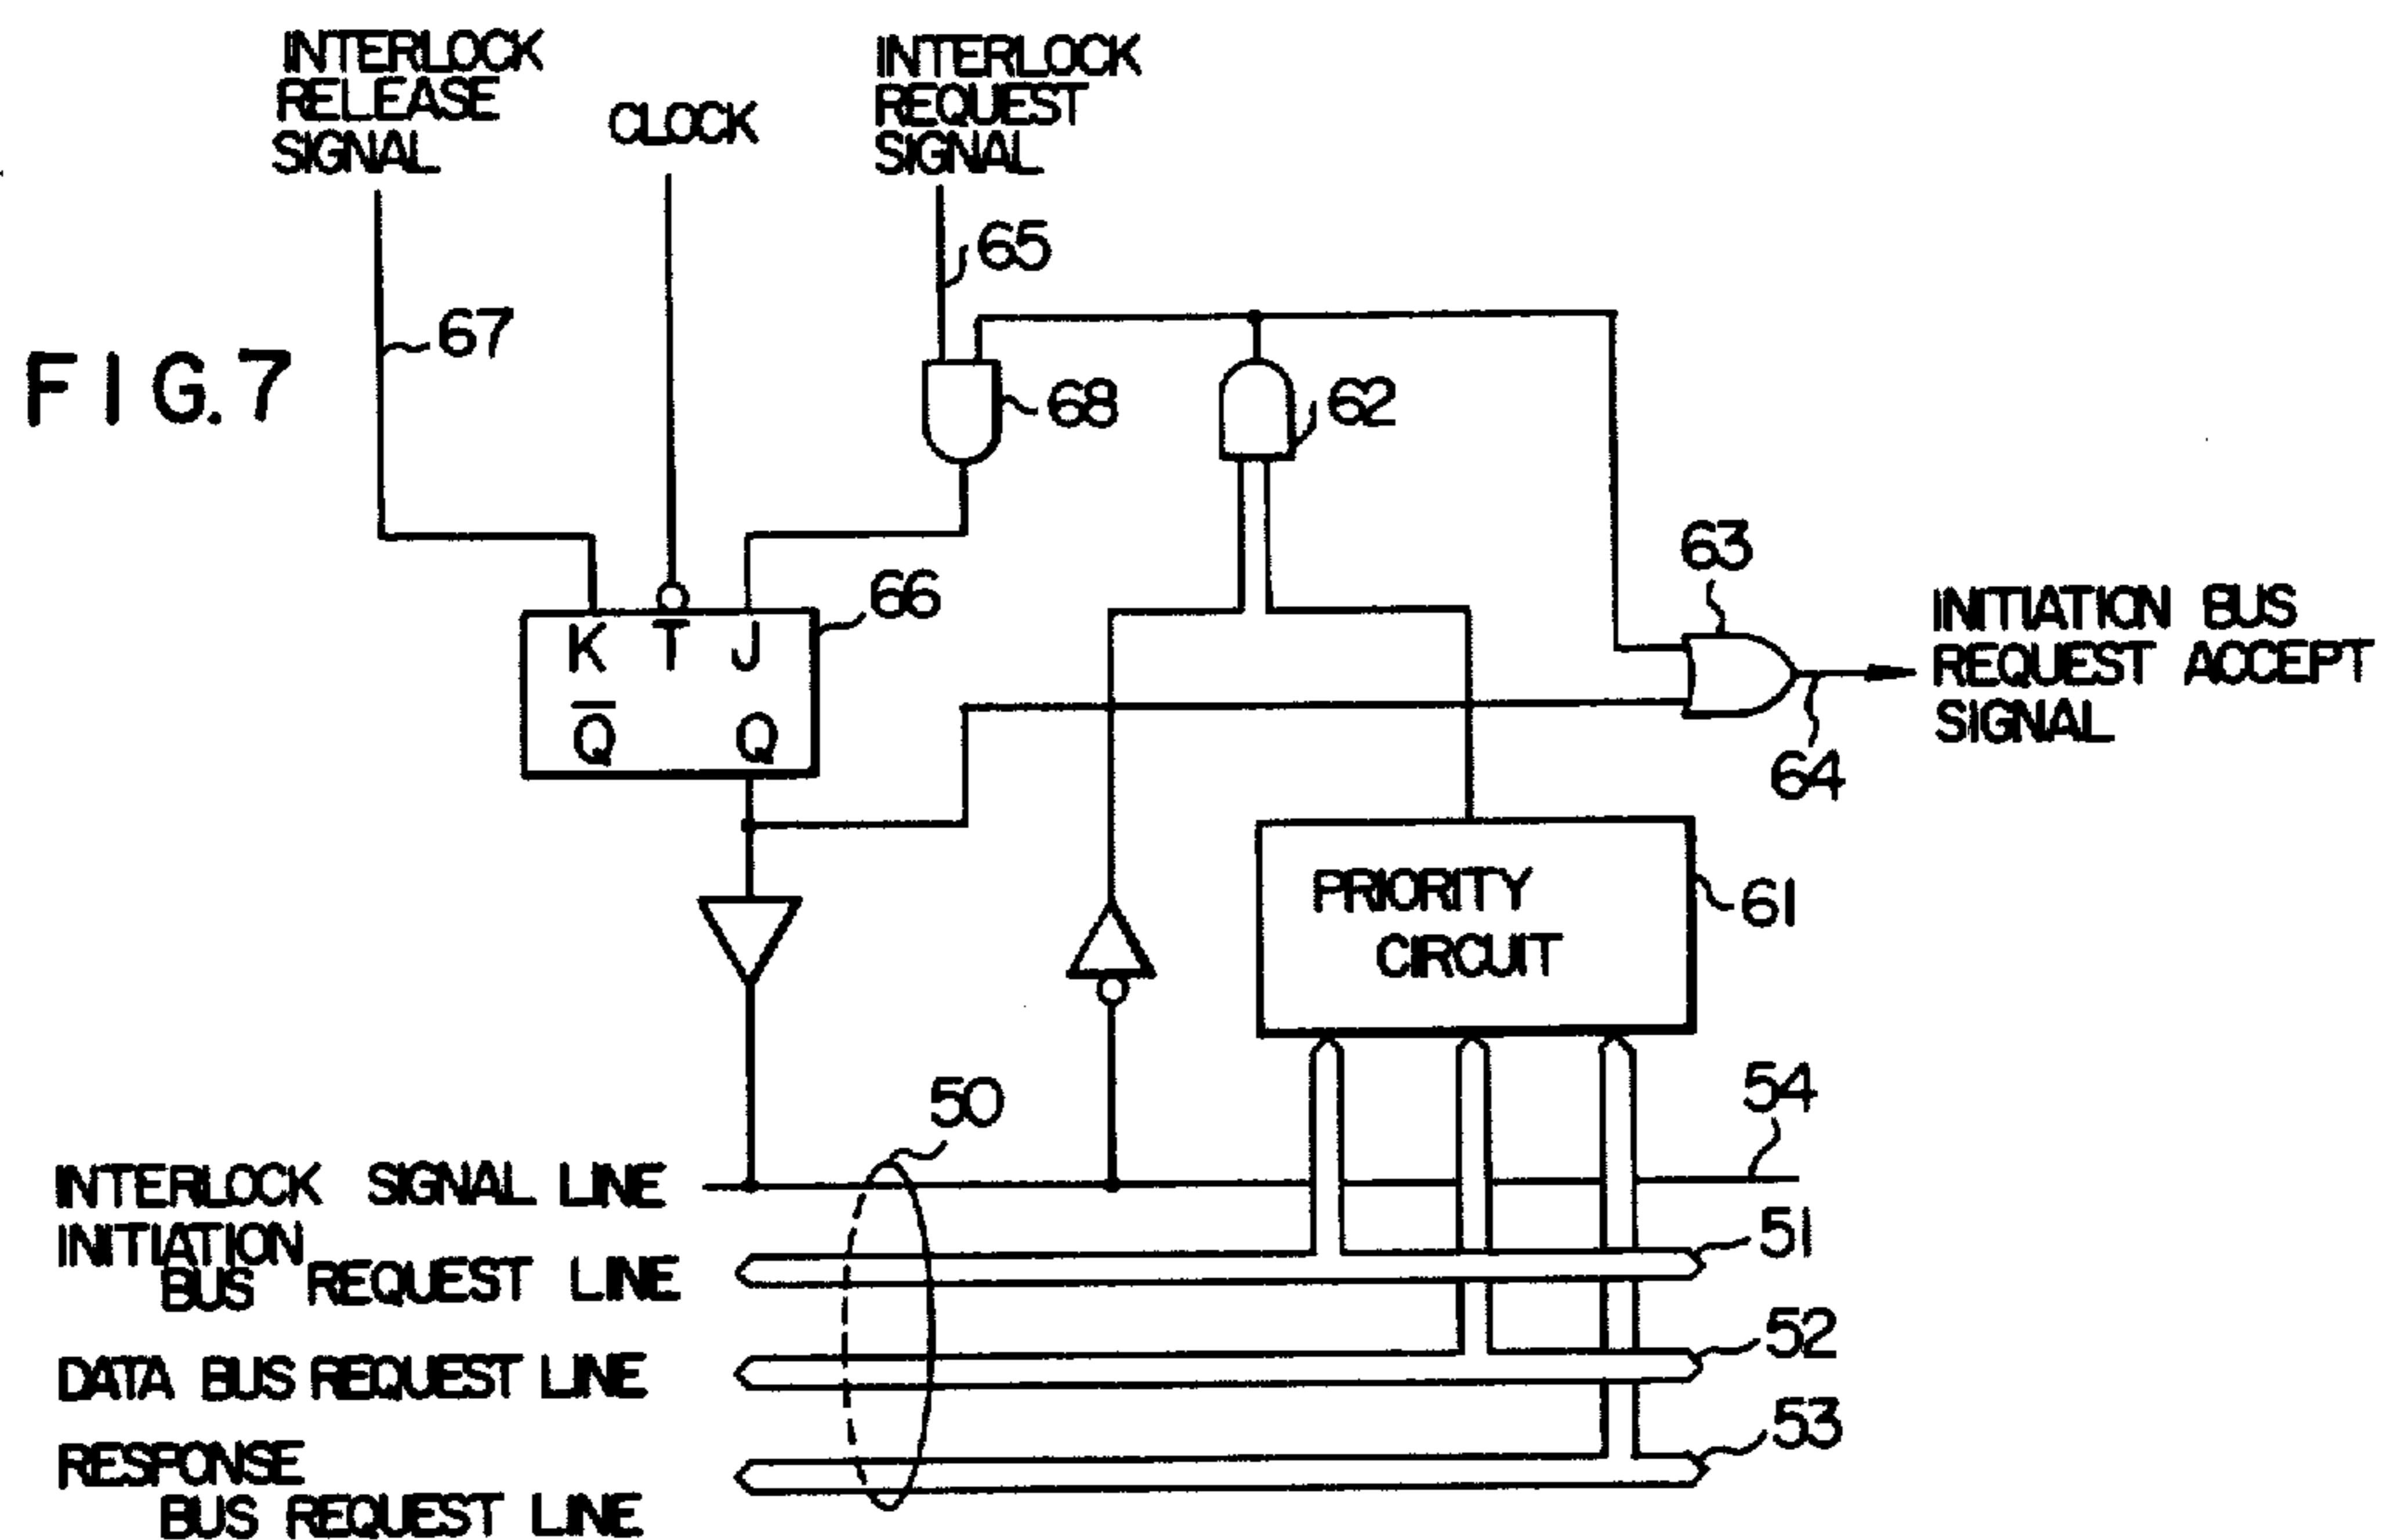 INTERLOCK
RELEASE
SIGNAL
CLOCK
INTERLOCK
REQUEST
SIGNAL
65
67
FIG. 7
68
62
63
66
K T J
Q̅ Q
INITIATION BUS
REQUEST ACCEPT
SIGNAL
64
PRIORITY
CIRCUIT
61
50
54
INTERLOCK SIGNAL LINE
51
INITIATION
BUS REQUEST LINE
52
DATA BUS REQUEST LINE
53
RESPONSE
BUS REQUEST LINE